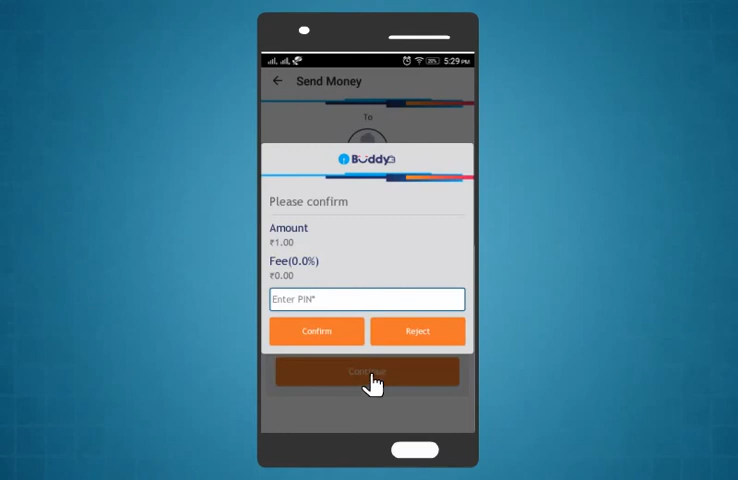 5:29 PM
Send Money
To
Buddy
Please confirm
Amount
₹1.00
Fee(0.0%)
₹0.00
Enter PIN*
Confirm
Reject
Continue